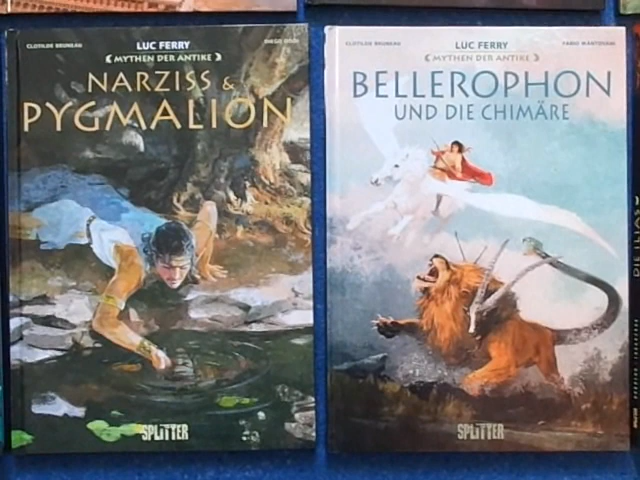 CLOTILDE BRUNEAU
LUC FERRY
MYTHEN DER ANTIKE
NARZISS &
PYGMALION
SPLITTER
CLOTILDE BRUNEAU
LUC FERRY
FABIO MANTOVANI
MYTHEN DER ANTIKE
BELLEROPHON
UND DIE CHIMÄRE
SPLITTER